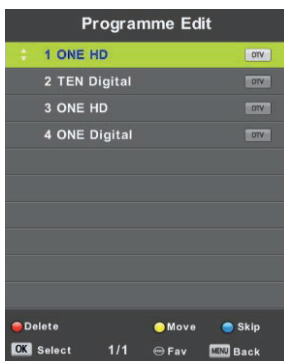 Programme Edit
1 ONE HD DTV
2 TEN Digital DTV
3 ONE HD DTV
4 ONE Digital DTV
Delete Move Skip
OK Select 1/1 Fav MENU Back